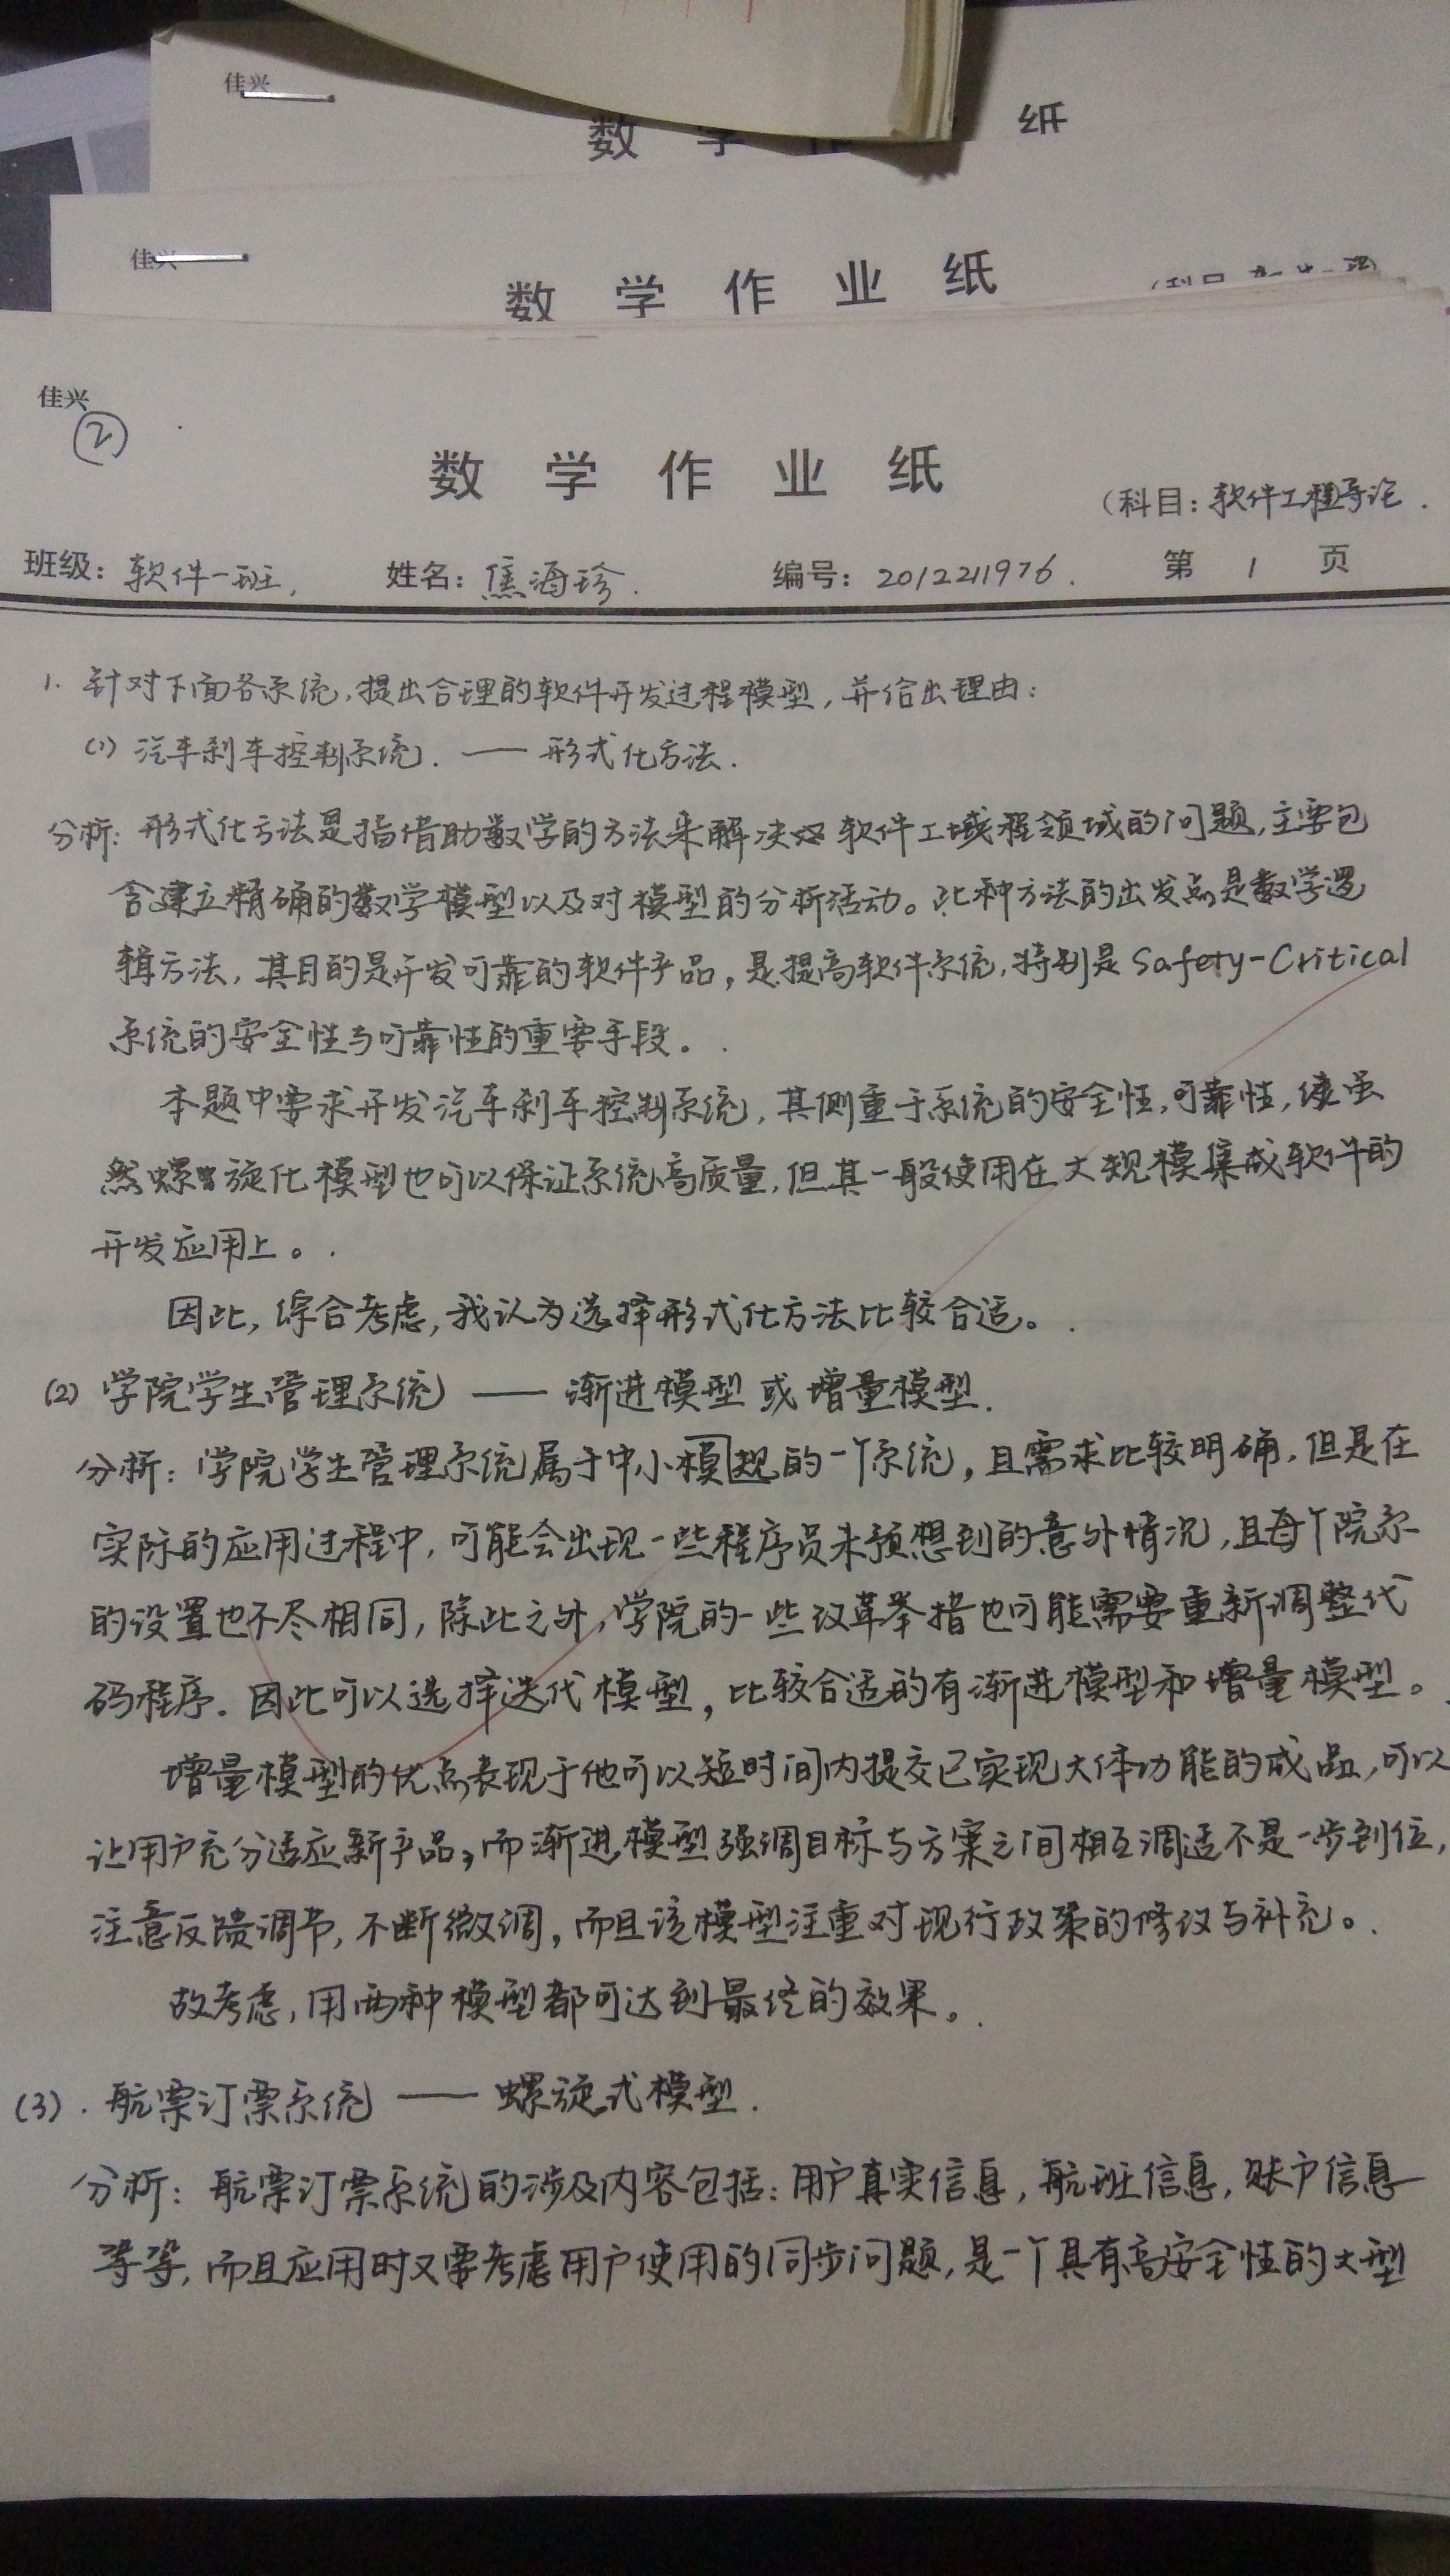 佳兴
数 学 纸
佳兴
数 学 作 业 纸
佳兴
②
数 学 作 业 纸
(科目: 软件工程导论.
班级: 软件一班. 姓名: 焦海珍. 编号: 2012211976. 第 1 页
1. 针对下面各系统,提出合理的软件开发过程模型,并给出理由:
(1) 汽车刹车控制系统. —— 形式化方法.
分析: 形式化方法是指借助数学的方法来解决 软件工程领域的问题,主要包
含建立精确的数学模型以及对模型的分析活动。此种方法的出发点是数学逻
辑方法,其目的是开发可靠的软件产品,是提高软件系统,特别是 Safety-Critical
系统的安全性与可靠性的重要手段。
本题中要求开发汽车刹车控制系统,其侧重于系统的安全性,可靠性,虽
然螺旋化模型也可以保证系统高质量,但其一般使用在大规模集成软件的
开发应用上。
因此,综合考虑,我认为选择形式化方法比较合适。
(2) 学院学生管理系统 —— 渐进模型 或 增量模型.
分析: 学院学生管理系统属于中小模规的一个系统,且需求比较明确,但是在
实际的应用过程中,可能会出现一些程序员未预想到的意外情况,且每个院系
的设置也不尽相同,除此之外,学院的一些改革举措也可能需要重新调整代
码程序.因此可以选择迭代模型,比较合适的有渐进模型和增量模型。
增量模型的优点表现于他可以短时间内提交已实现大体功能的成品,可以
让用户充分适应新产品,而渐进模型强调目标与方案之间相互调适不是一步到位,
注意反馈调节,不断微调,而且该模型注重对现行政策的修改与补充。
故考虑,用两种模型都可达到最终的效果。
(3). 航票订票系统 —— 螺旋式模型.
分析: 航票订票系统的涉及内容包括: 用户真实信息,航班信息,账户信息
等等,而且应用时又要考虑用户使用的同步问题,是一个具有高安全性的大型